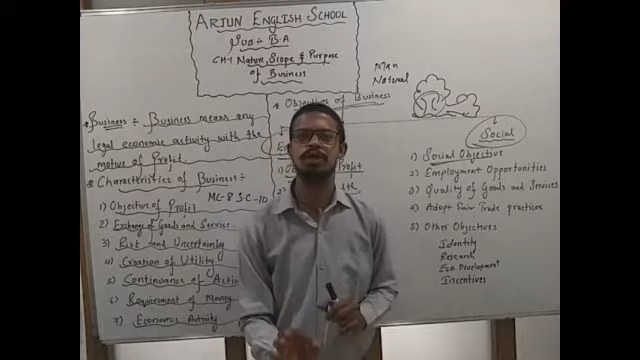 ARJUN ENGLISH SCHOOL
SUB ÷ B.A
CH-1 Nature, Scope & Purpose
of Business
Men
Natural
* Business ÷ Business means any
legal economic activity with the
motive of Profit.
* Characteristics of Business ÷
MC-8 SC-10
1) Objective of Profit
2) Exchange of Goods and Service
3) Risk and Uncertainty
4) Creation of Utility
5) Continuance of Activi
6) Requirement of Money
7) Economic Activity
* Objectives of Business
1)
2)
Social
1) Social Objective
2) Employment Opportunities
3) Quality of Goods and Services
4) Adopt Fair Trade practices
5) Other Objectives
Identity
Research
Eco Development
Incentives